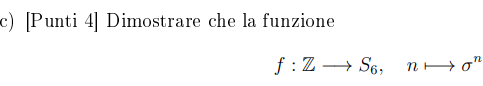 c) [Punti 4] Dimostrare che la funzione
f : ℤ ⟶ S₆, n ⟼ σⁿ